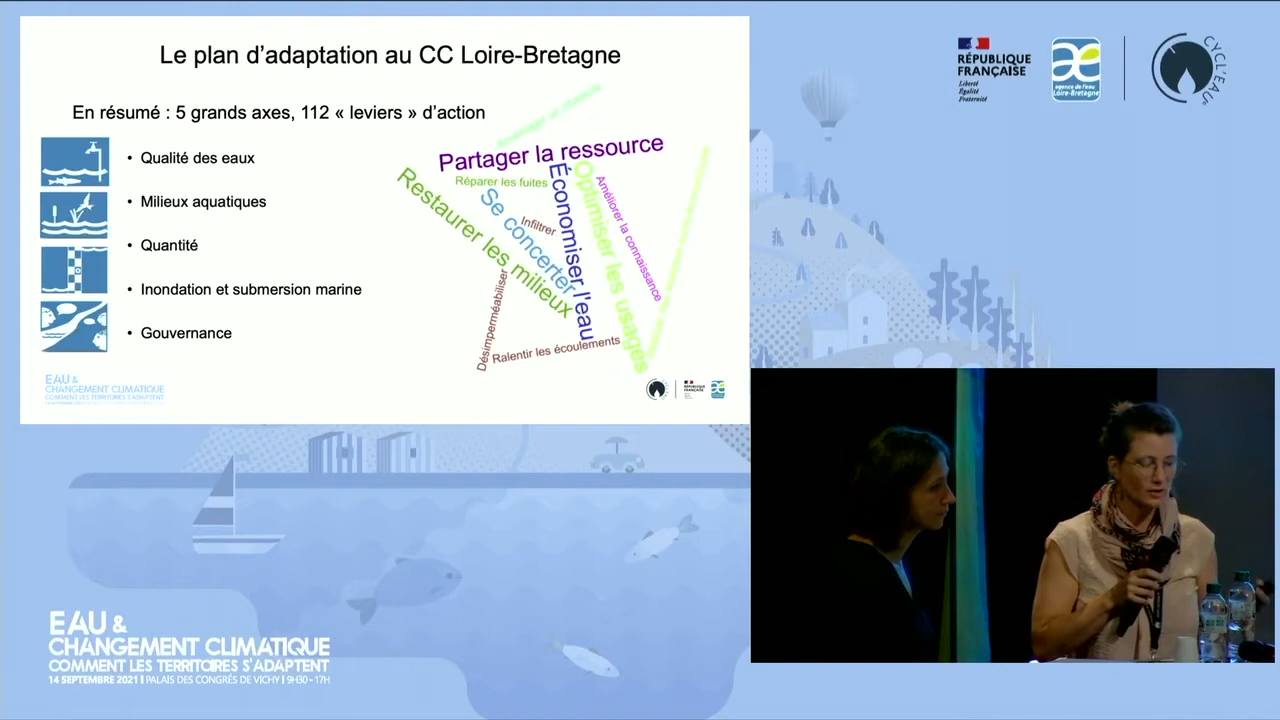 Le plan d'adaptation au CC Loire-Bretagne
En résumé : 5 grands axes, 112 « leviers » d'action
• Qualité des eaux
• Milieux aquatiques
• Quantité
• Inondation et submersion marine
• Gouvernance
Partager la ressource
Réparer les fuites
Restaurer les milieux
Se concerter
Infiltrer
Économiser l'eau
Optimiser les usages
Améliorer la connaissance
Désimperméabiliser
Ralentir les écoulements
EAU &
CHANGEMENT CLIMATIQUE
COMMENT LES TERRITOIRES S'ADAPTENT
RÉPUBLIQUE
FRANÇAISE
Liberté
Égalité
Fraternité
agence de l'eau
Loire-Bretagne
CYCL'EAU
EAU &
CHANGEMENT CLIMATIQUE
COMMENT LES TERRITOIRES S'ADAPTENT
14 SEPTEMBRE 2021 I PALAIS DES CONGRÉS DE VICHY I 9H30 - 17H